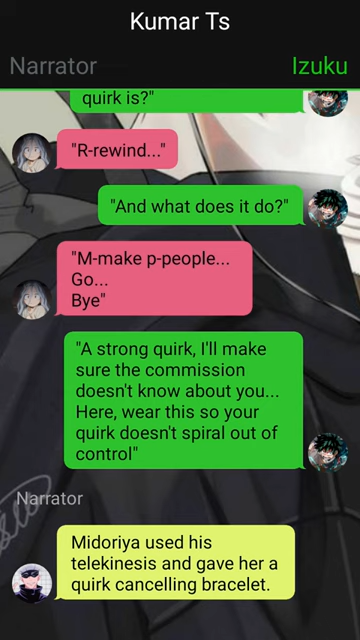 Kumar Ts
Narrator
Izuku
quirk is?"
"R-rewind..."
"And what does it do?"
"M-make p-people...
Go...
Bye"
"A strong quirk, I'll make
sure the commission
doesn't know about you...
Here, wear this so your
quirk doesn't spiral out of
control"
Narrator
Midoriya used his
telekinesis and gave her a
quirk cancelling bracelet.